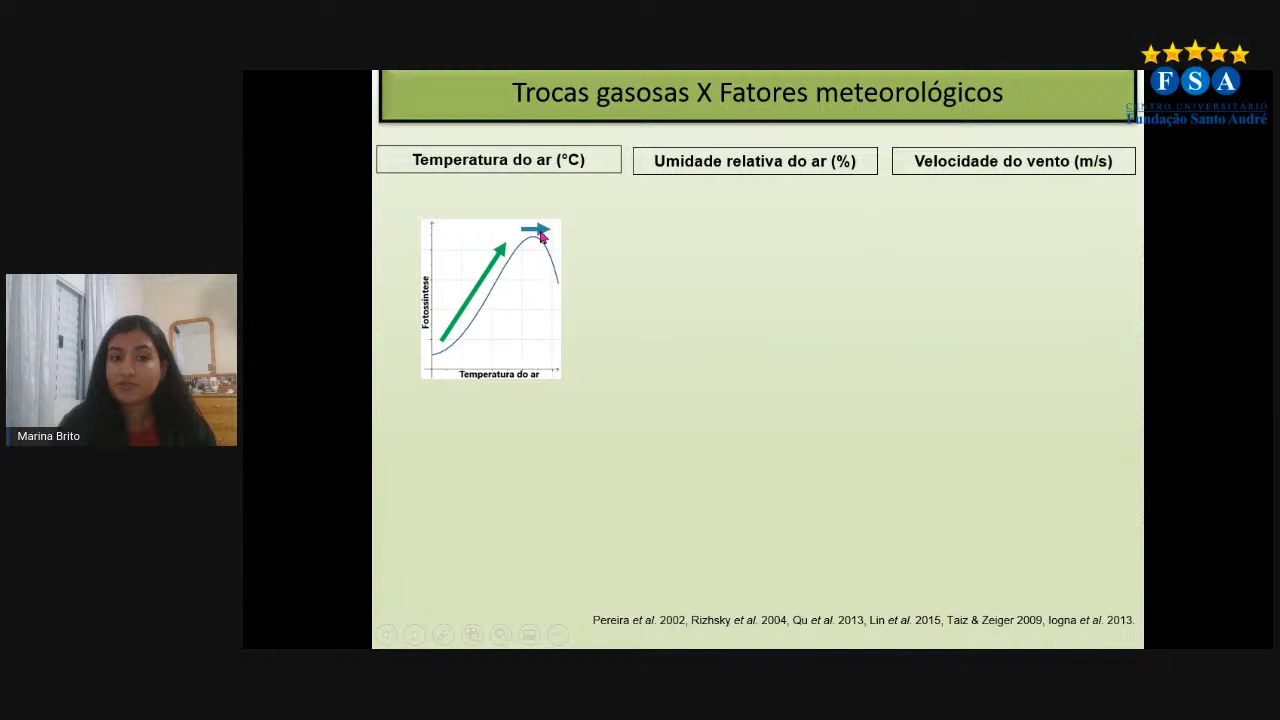 FSA
CENTRO UNIVERSITÁRIO
Fundação Santo André
Trocas gasosas X Fatores meteorológicos
Temperatura do ar (°C)
Umidade relativa do ar (%)
Velocidade do vento (m/s)
Fotossíntese
Temperatura do ar
Marina Brito
Pereira et al. 2002, Rizhsky et al. 2004, Qu et al. 2013, Lin et al. 2015, Taiz & Zeiger 2009, Iogna et al. 2013.